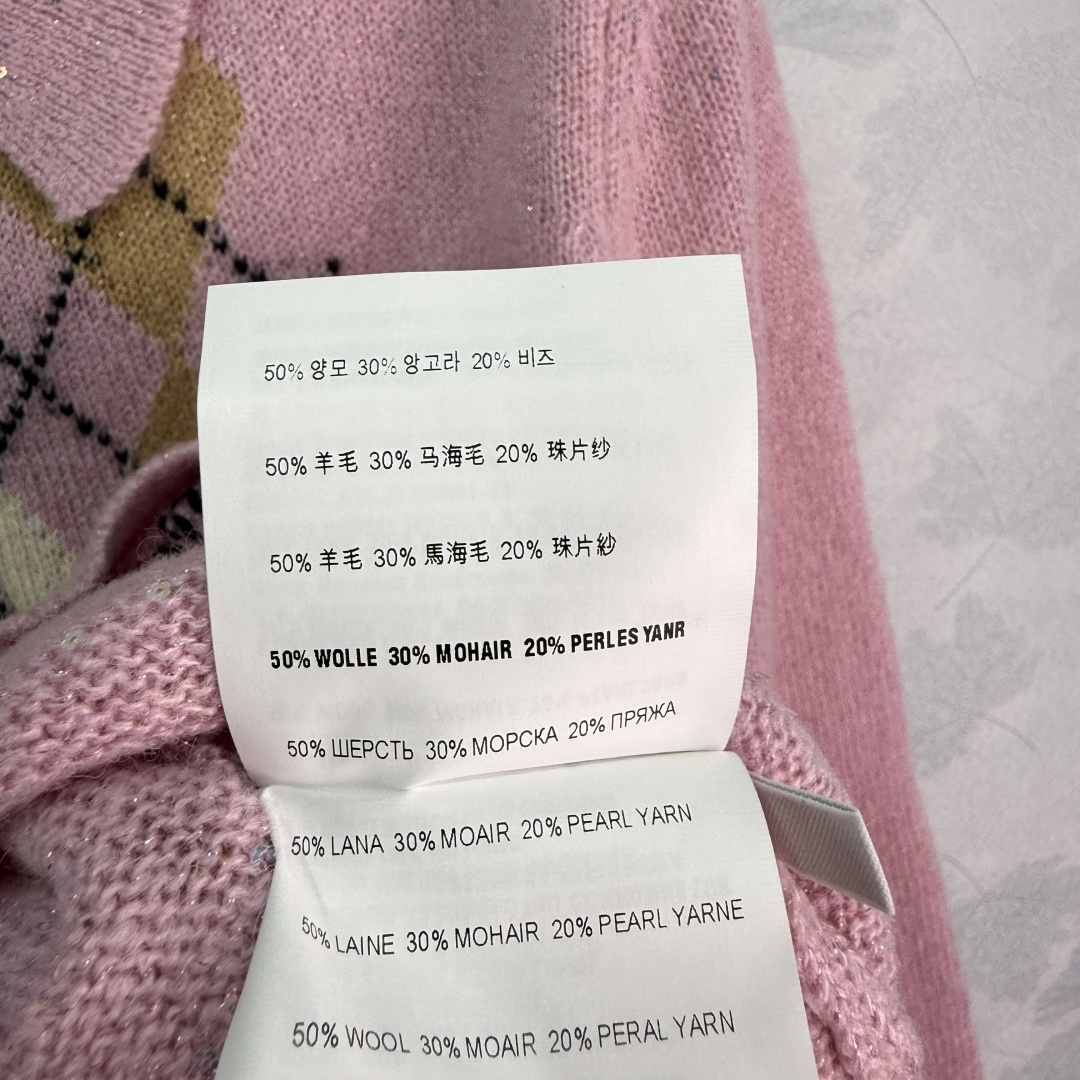 50% 양모 30% 앙고라 20% 비즈
50% 羊毛 30% 马海毛 20% 珠片纱
50% 羊毛 30% 馬海毛 20% 珠片紗
50% WOLLE 30% MOHAIR 20% PERLES YANR
50% ШЕРСТЬ 30% МОРСКА 20% ПРЯЖА
50% LANA 30% MOAIR 20% PEARL YARN
50% LAINE 30% MOHAIR 20% PEARL YARNE
50% WOOL 30% MOAIR 20% PERAL YARN